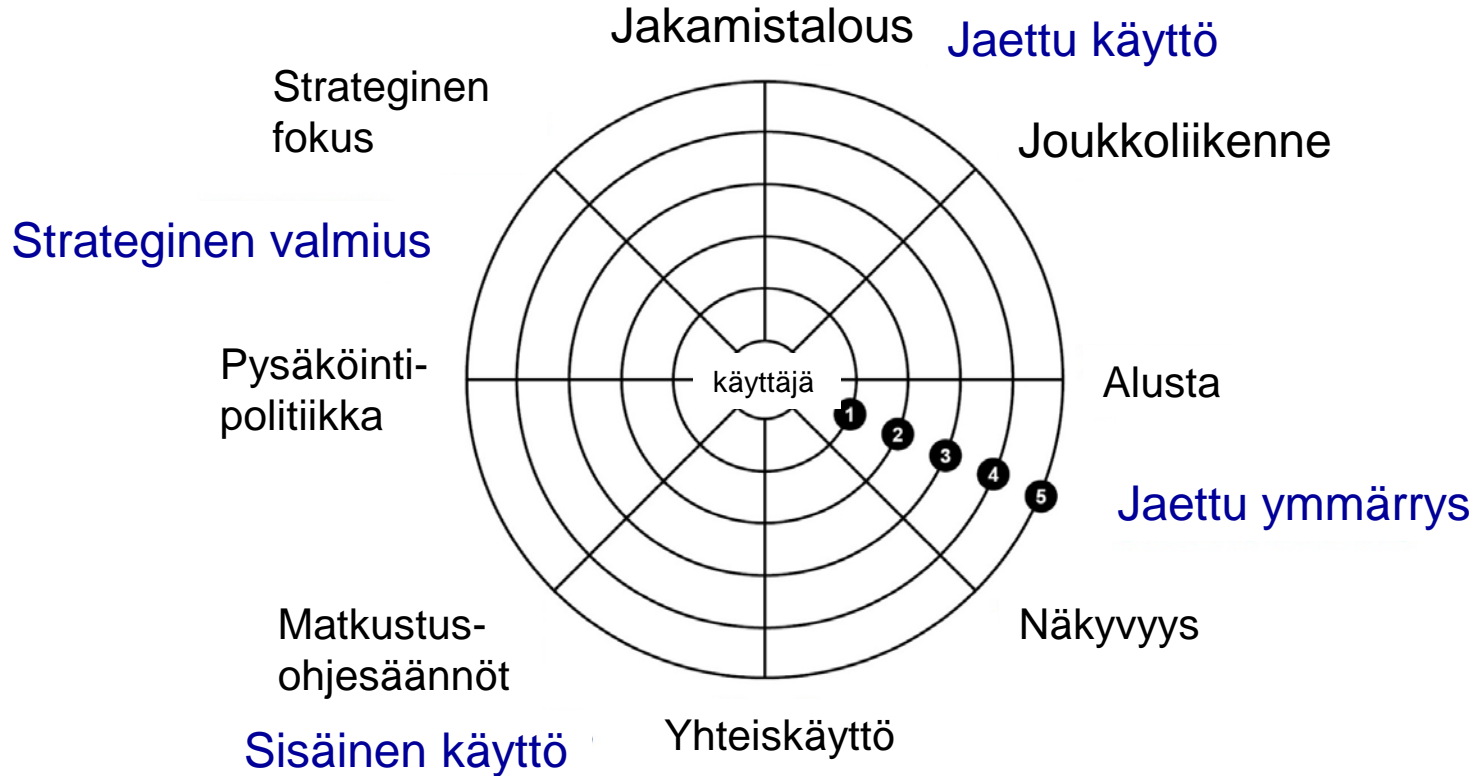 Jakamistalous
Jaettu käyttö
Strateginen
fokus
Joukkoliikenne
Strateginen valmius
Pysäköinti-
politiikka
käyttäjä
Alusta
1
2
3
4
5
Jaettu ymmärrys
Matkustus-
ohjesäännöt
Näkyvyys
Sisäinen käyttö
Yhteiskäyttö